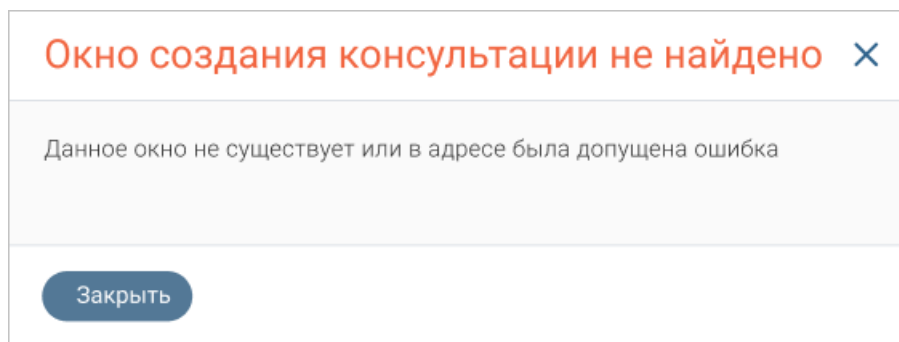 Окно создания консультации не найдено
Данное окно не существует или в адресе была допущена ошибка
Закрыть